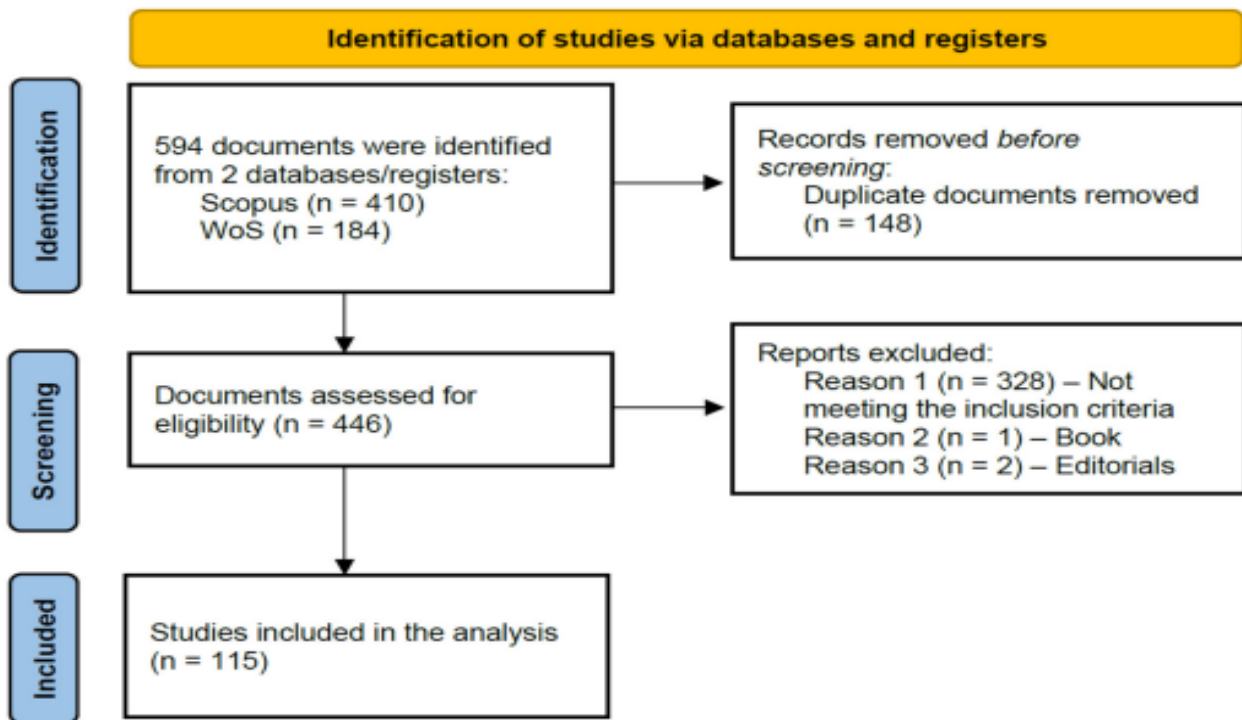 Identification of studies via databases and registers
Identification
594 documents were identified
from 2 databases/registers:
Scopus (n = 410)
WoS (n = 184)
Records removed before
screening:
Duplicate documents removed
(n = 148)
Screening
Documents assessed for
eligibility (n = 446)
Reports excluded:
Reason 1 (n = 328) – Not
meeting the inclusion criteria
Reason 2 (n = 1) – Book
Reason 3 (n = 2) – Editorials
Included
Studies included in the analysis
(n = 115)